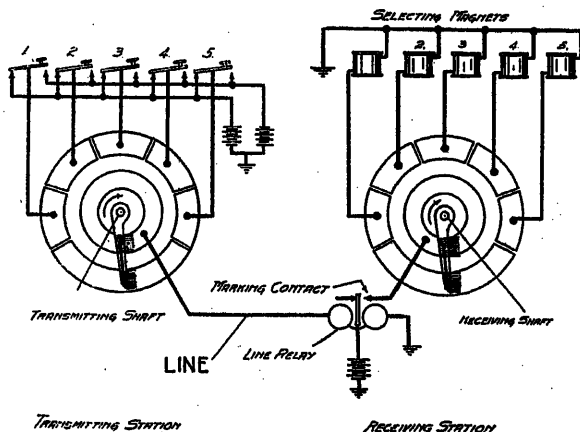 SELECTING MAGNETS
1. 2. 3. 4. 5.
2. 3 4. 5.
MARKING CONTACT
TRANSMITTING SHAFT
RECEIVING SHAFT
LINE
LINE RELAY
TRANSMITTING STATION
RECEIVING STATION